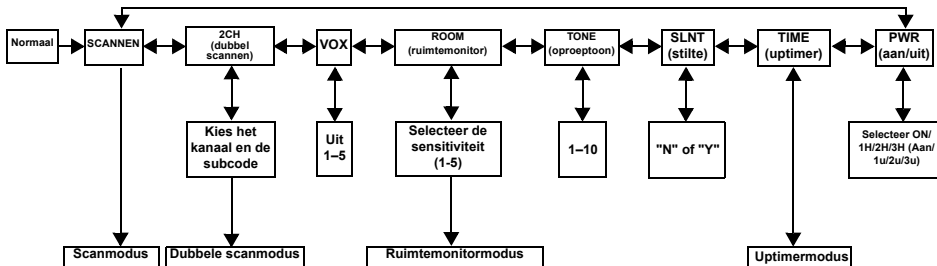 Normaal
SCANNEN
2CH
(dubbel
scannen)
VOX
ROOM
(ruimtemonitor)
TONE
(oproeptoon)
SLNT
(stilte)
TIME
(uptimer)
PWR
(aan/uit)
Kies het
kanaal en de
subcode
Uit
1–5
Selecteer de
sensitiviteit
(1-5)
1–10
"N" of "Y"
Selecteer ON/
1H/2H/3H (Aan/
1u/2u/3u)
Scanmodus
Dubbele scanmodus
Ruimtemonitormodus
Uptimermodus